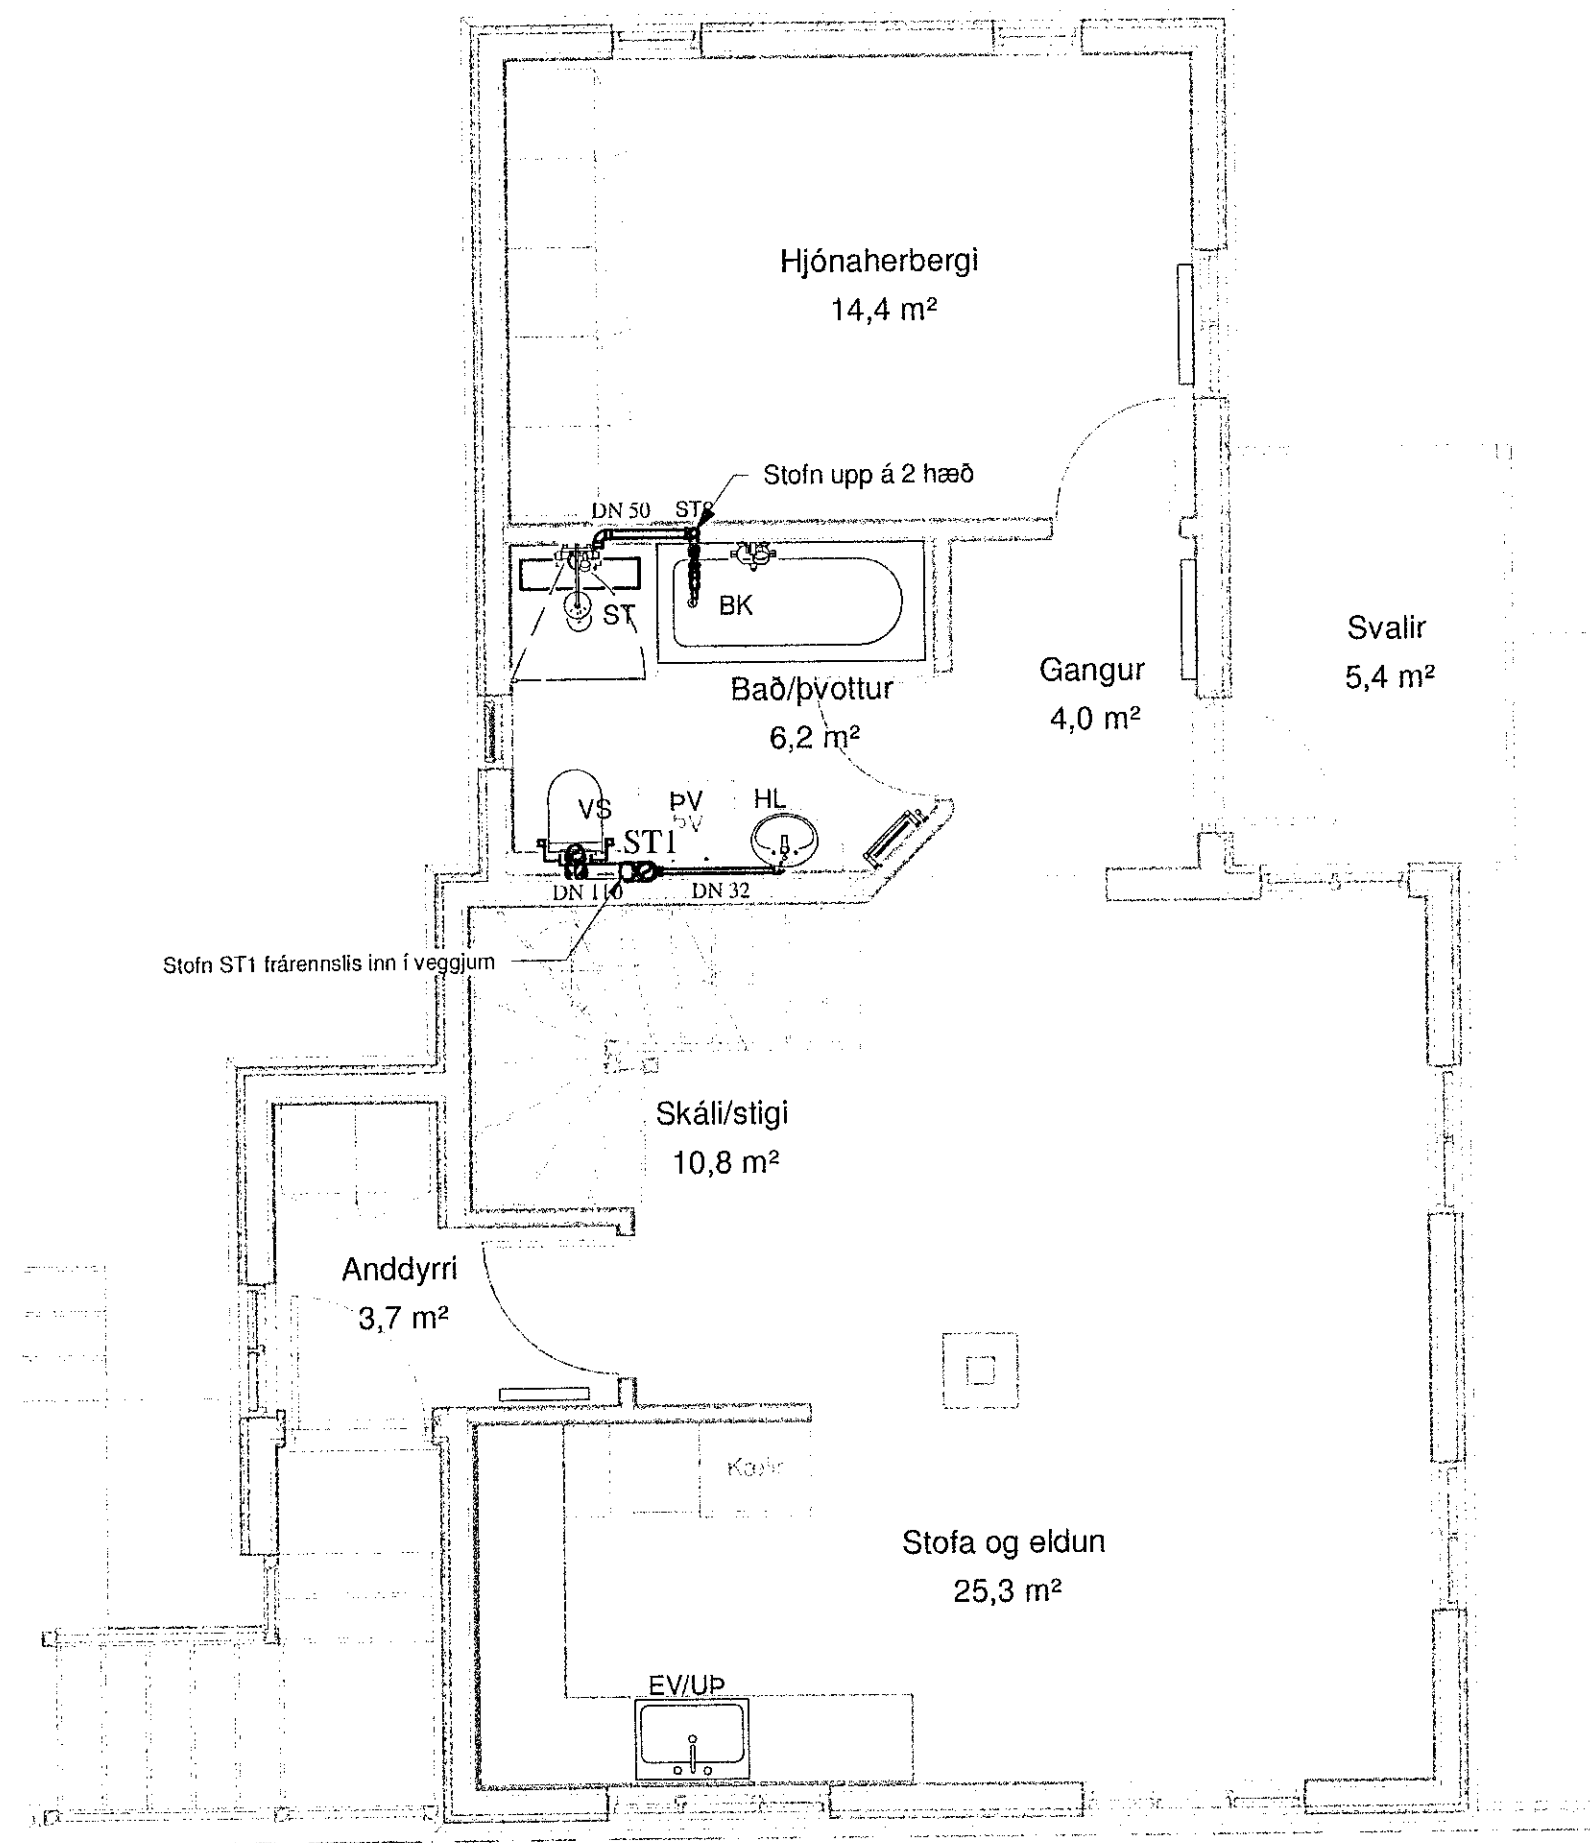 Hjónaherbergi
14,4 m²
Stofn upp á 2 hæð
DN 50
ST
BK
Bað/þvottur
6,2 m²
Gangur
4,0 m²
Svalir
5,4 m²
VS
ÞV
ÞV
HL
ST1
DN 110
DN 32
Stofn ST1 frárennslis inn í veggjum
Skáli/stigi
10,8 m²
Anddyrri
3,7 m²
Kælir
Stofa og eldun
25,3 m²
EV/UÞ